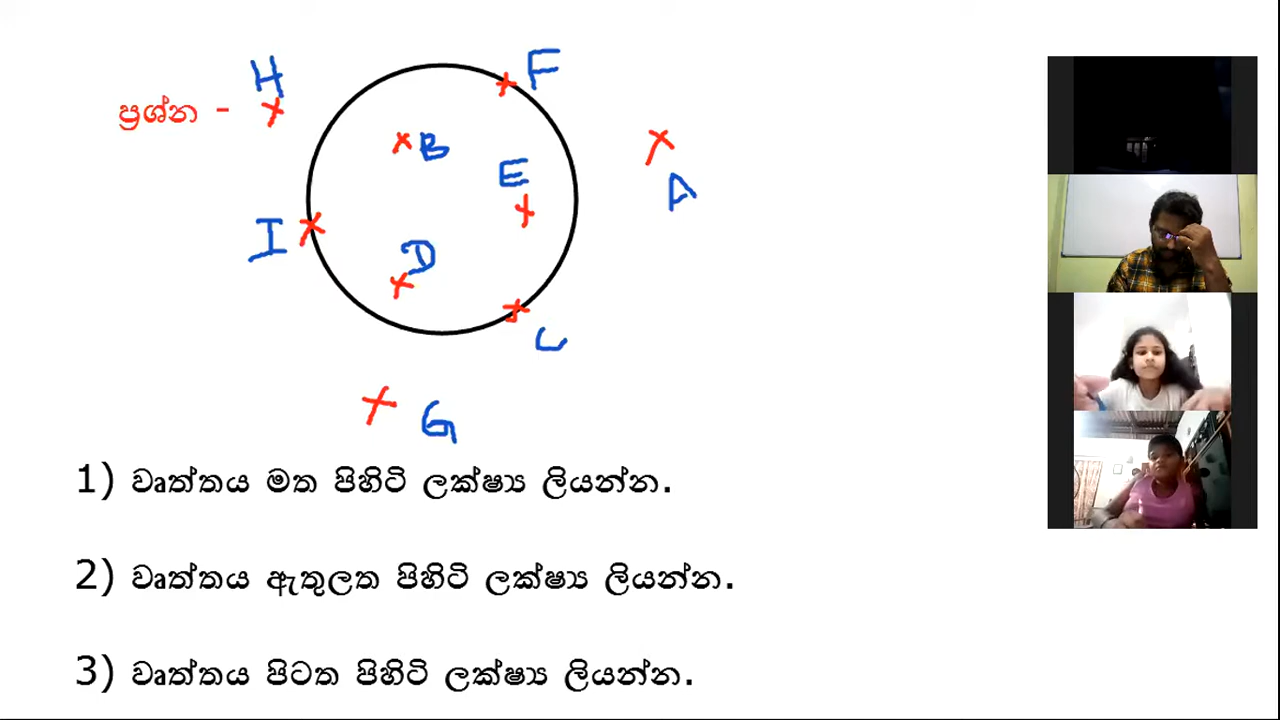 H
F
ප්‍රශ්න -
B
E
A
I
D
C
G
1) වෘත්තය මත පිහිටි ලක්ෂ්‍ය ලියන්න.
2) වෘත්තය ඇතුලත පිහිටි ලක්ෂ්‍ය ලියන්න.
3) වෘත්තය පිටත පිහිටි ලක්ෂ්‍ය ලියන්න.